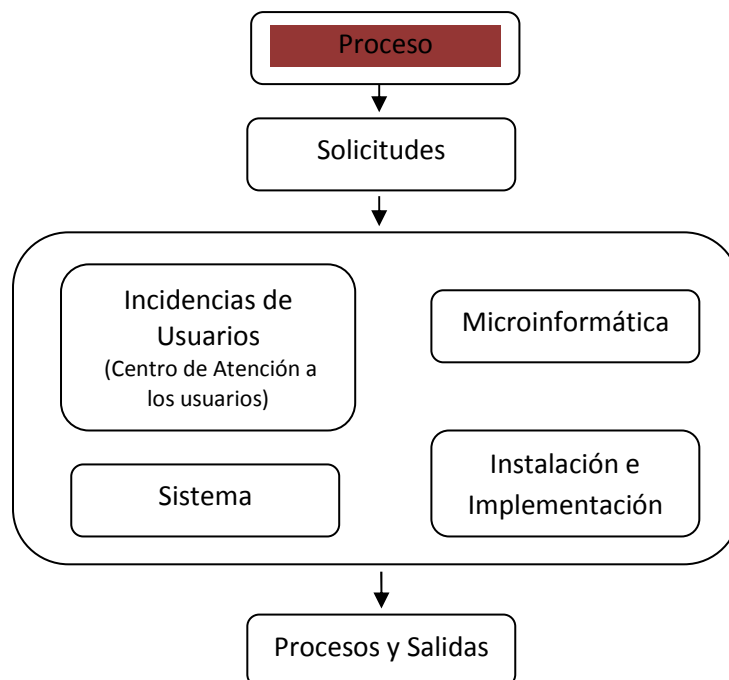 Proceso
Solicitudes
Incidencias de
Usuarios
(Centro de Atención a
los usuarios)
Microinformática
Sistema
Instalación e
Implementación
Procesos y Salidas